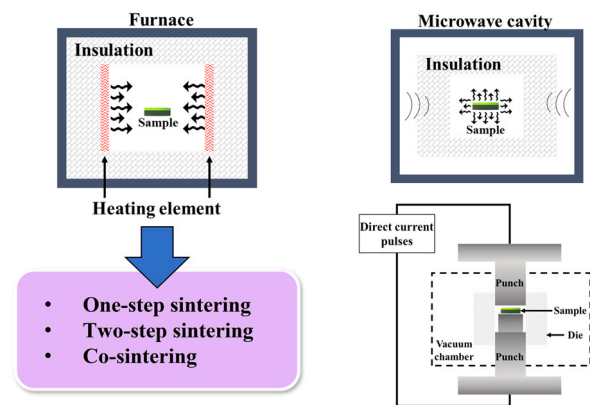 Furnace
Insulation
Sample
Heating element
• One-step sintering
• Two-step sintering
• Co-sintering
Microwave cavity
Insulation
Sample
Direct current
pulses
Punch
Sample
Die
Vacuum
chamber
Punch